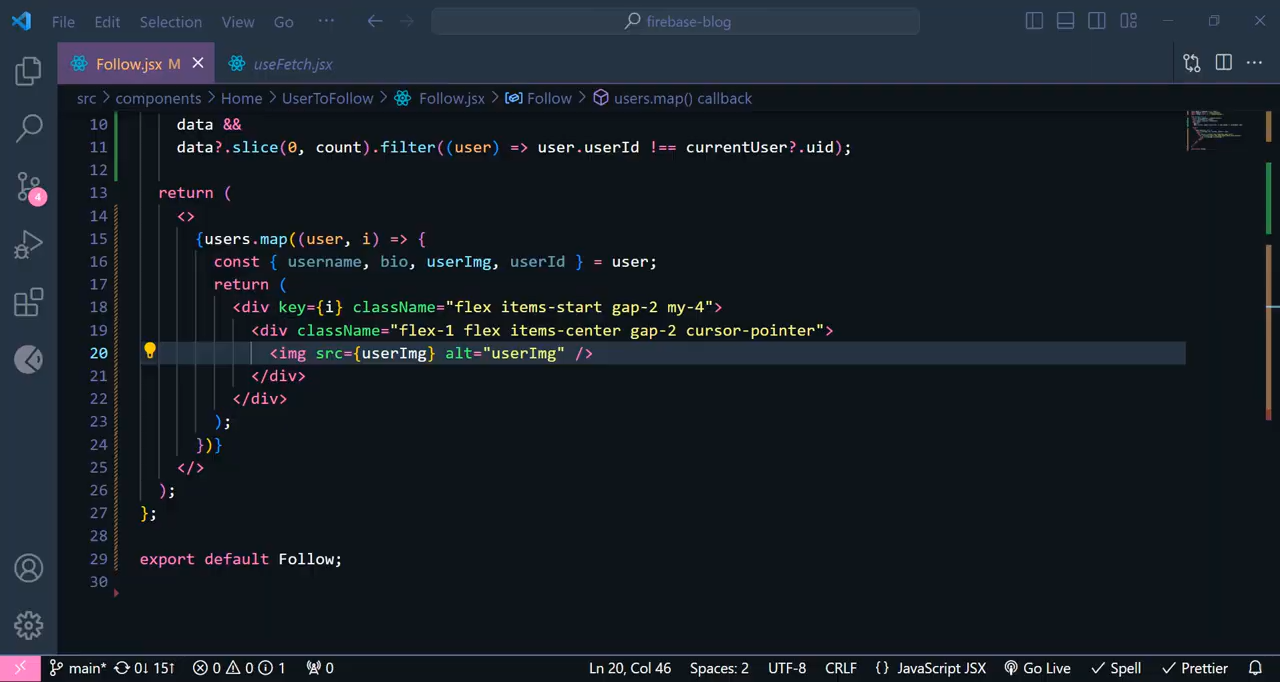 File Edit Selection View Go ··· firebase-blog
Follow.jsx M useFetch.jsx
src > components > Home > UserToFollow > Follow.jsx > Follow > users.map() callback
10 data &&
11 data?.slice(0, count).filter((user) => user.userId !== currentUser?.uid);
12
13 return (
14 <>
15 {users.map((user, i) => {
16 const { username, bio, userImg, userId } = user;
17 return (
18 <div key={i} className="flex items-start gap-2 my-4">
19 <div className="flex-1 flex items-center gap-2 cursor-pointer">
20 <img src={userImg} alt="userImg" />
21 </div>
22 </div>
23 );
24 })}
25 </>
26 );
27 };
28
29 export default Follow;
30
4
main* 0↓ 15↑ 0 0 1 0 Ln 20, Col 46 Spaces: 2 UTF-8 CRLF {} JavaScript JSX Go Live Spell Prettier